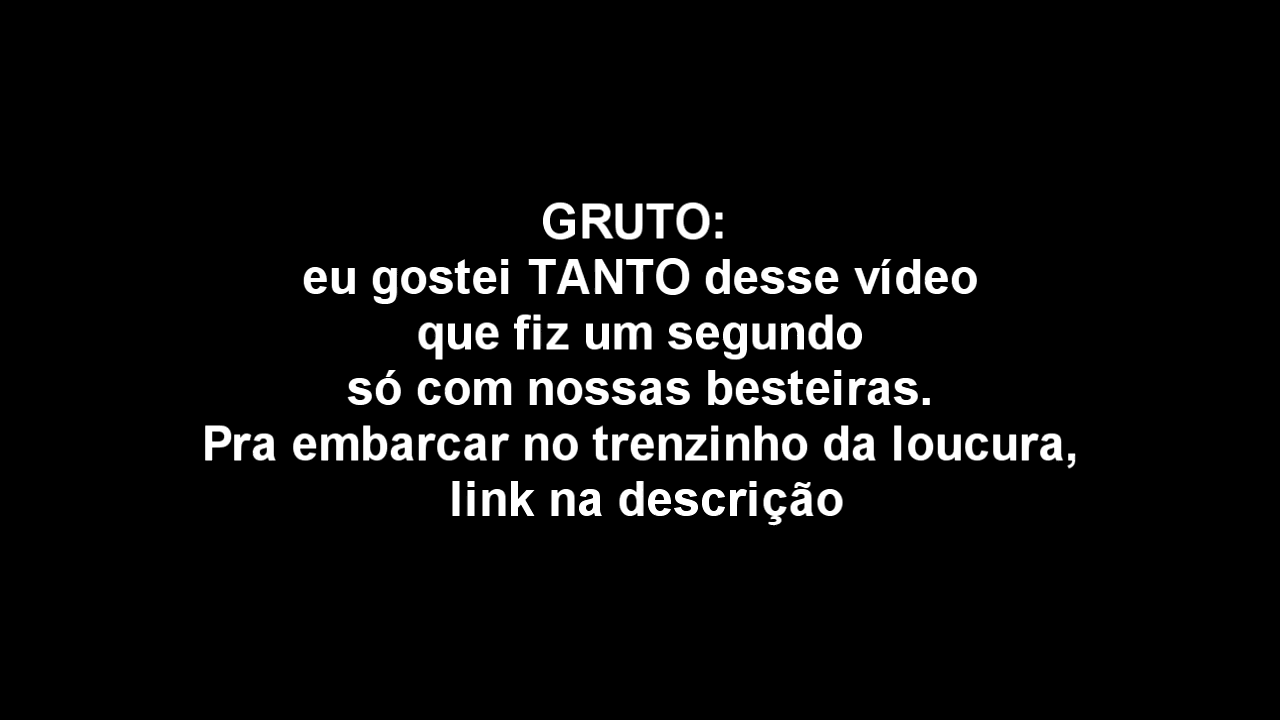 GRUTO:
eu gostei TANTO desse vídeo
que fiz um segundo
só com nossas besteiras.
Pra embarcar no trenzinho da loucura,
link na descrição